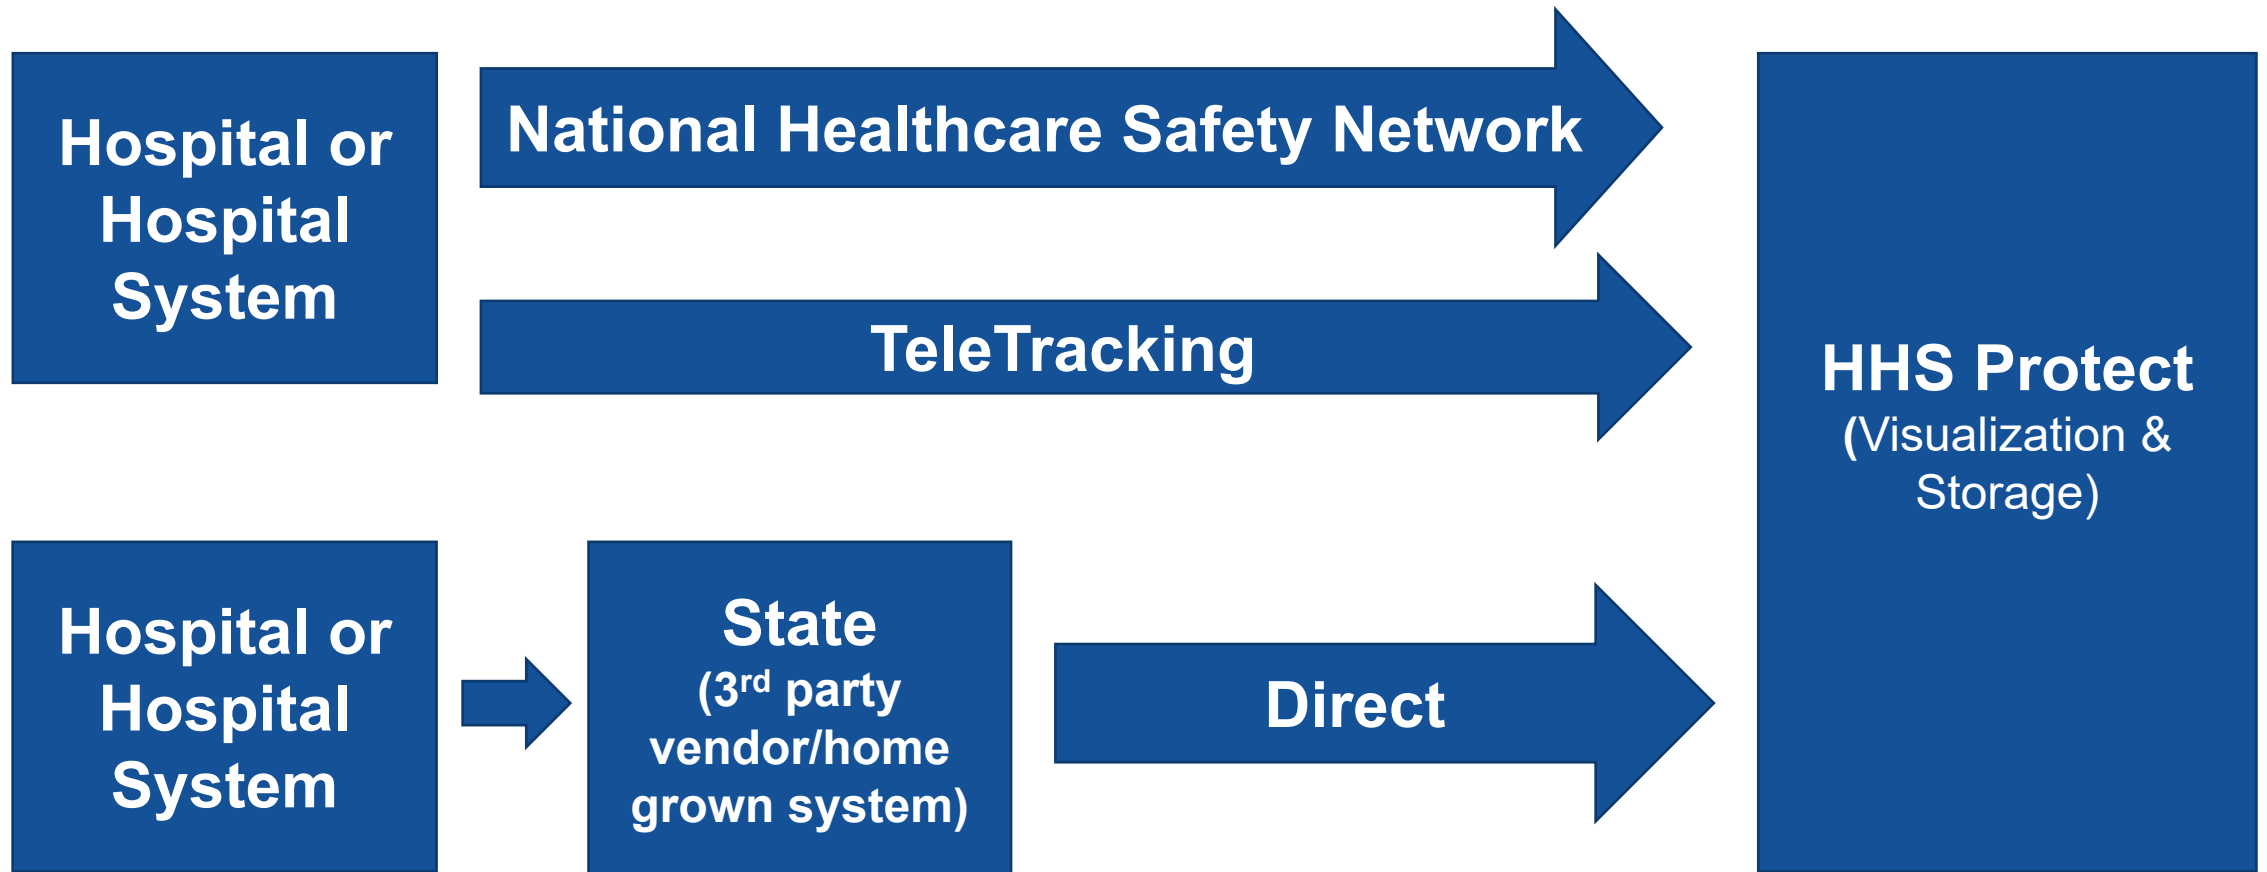 Hospital or
Hospital
System
National Healthcare Safety Network
TeleTracking
HHS Protect
(Visualization &
Storage)
Hospital or
Hospital
System
State
(3rd party
vendor/home
grown system)
Direct